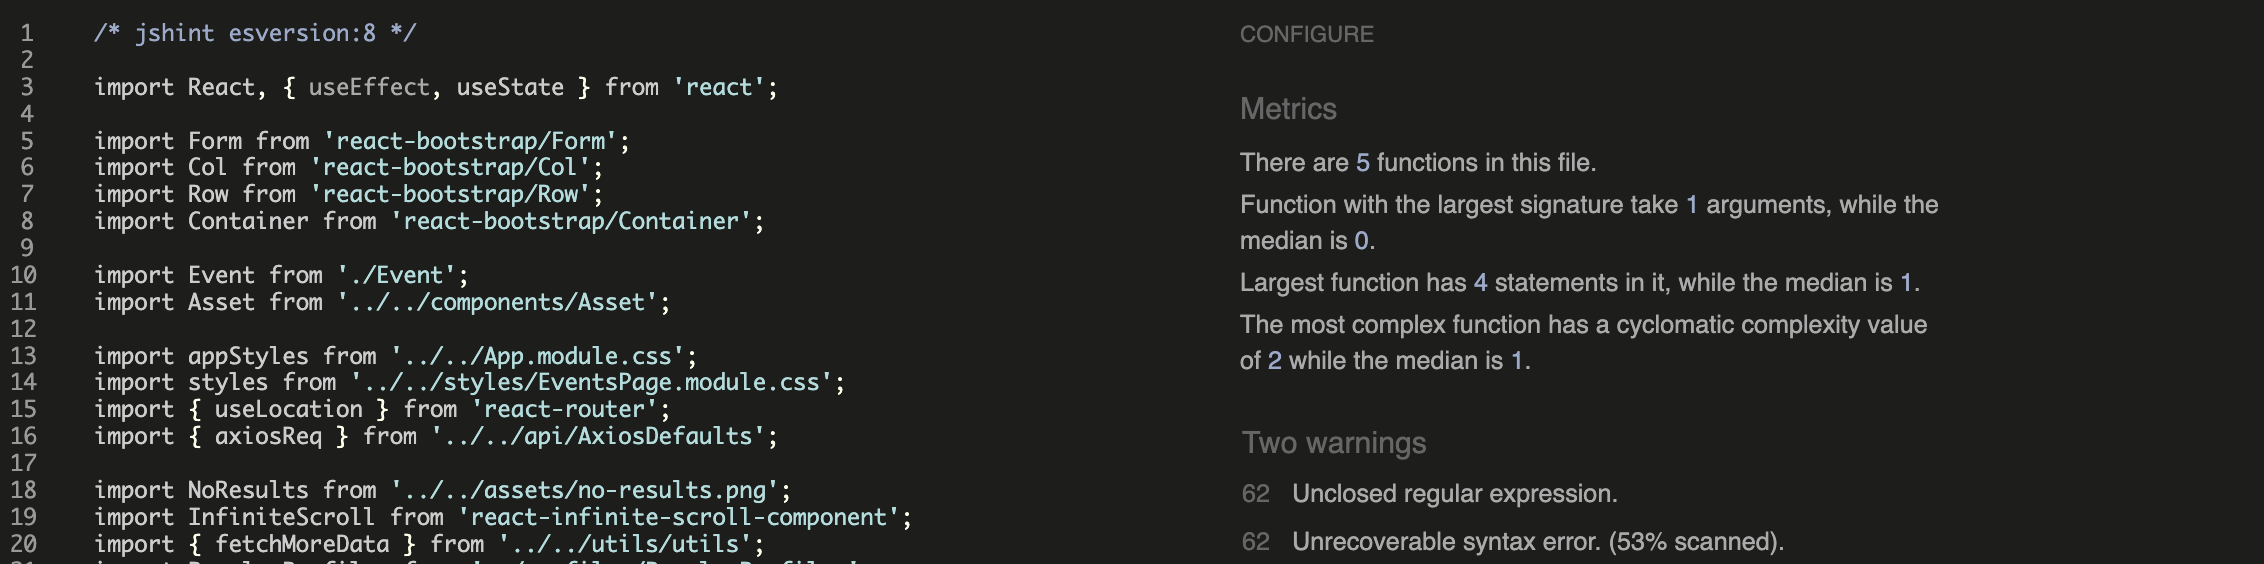 1 /* jshint esversion:8 */
2
3 import React, { useEffect, useState } from 'react';
4
5 import Form from 'react-bootstrap/Form';
6 import Col from 'react-bootstrap/Col';
7 import Row from 'react-bootstrap/Row';
8 import Container from 'react-bootstrap/Container';
9
10 import Event from './Event';
11 import Asset from '../../components/Asset';
12
13 import appStyles from '../../App.module.css';
14 import styles from '../../styles/EventsPage.module.css';
15 import { useLocation } from 'react-router';
16 import { axiosReq } from '../../api/AxiosDefaults';
17
18 import NoResults from '../../assets/no-results.png';
19 import InfiniteScroll from 'react-infinite-scroll-component';
20 import { fetchMoreData } from '../../utils/utils';
CONFIGURE
Metrics
There are 5 functions in this file.
Function with the largest signature take 1 arguments, while the
median is 0.
Largest function has 4 statements in it, while the median is 1.
The most complex function has a cyclomatic complexity value
of 2 while the median is 1.
Two warnings
62 Unclosed regular expression.
62 Unrecoverable syntax error. (53% scanned).